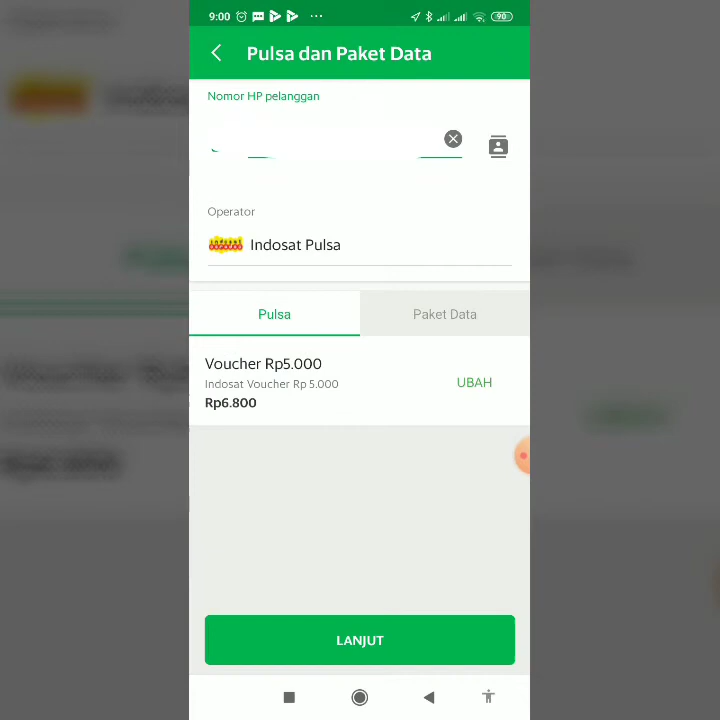 9:00
90
Pulsa dan Paket Data
Nomor HP pelanggan
Operator
Indosat Pulsa
Pulsa
Paket Data
Voucher Rp5.000
Indosat Voucher Rp 5.000
UBAH
Rp6.800
LANJUT